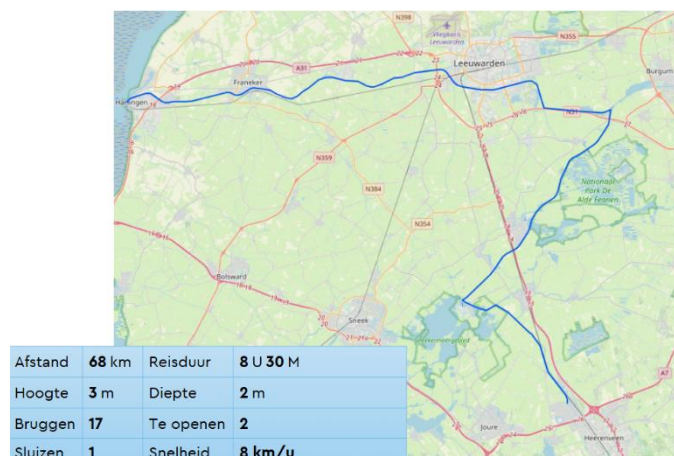 N398
N355
Vliegbasis
Leeuwarden
A31
Leeuwarden
Burgum
Franeker
Harlingen
N31
N359
Nationaal
Park De
Alde Feanen
N384
N354
Bolsward
Sneek
A7
Joure
Heerenveen
Afstand 68 km Reisduur 8 U 30 M
Hoogte 3 m Diepte 2 m
Bruggen 17 Te openen 2
Sluizen 1 Snelheid 8 km/u